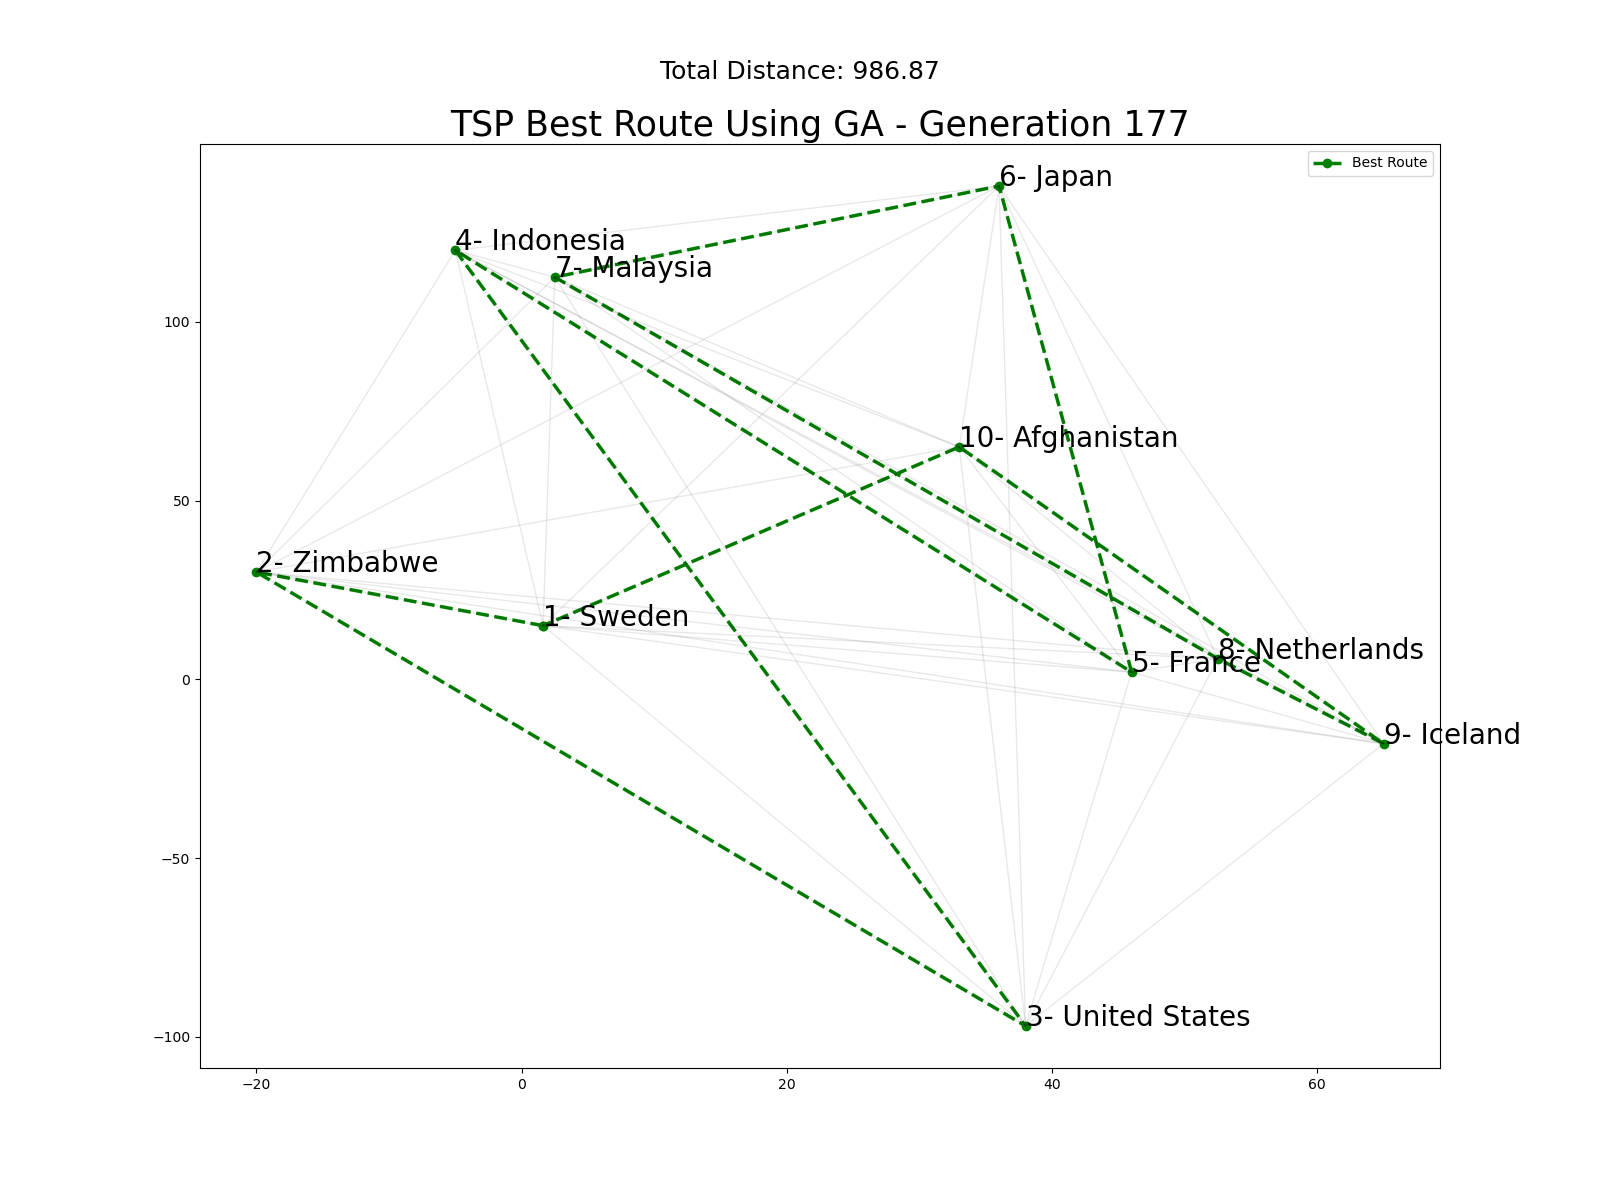 Total Distance: 986.87
TSP Best Route Using GA - Generation 177
Best Route
6- Japan
4- Indonesia
7- Malaysia
100
10- Afghanistan
50
2- Zimbabwe
1- Sweden
8- Netherlands
5- France
0
9- Iceland
−50
3- United States
−100
−20 0 20 40 60